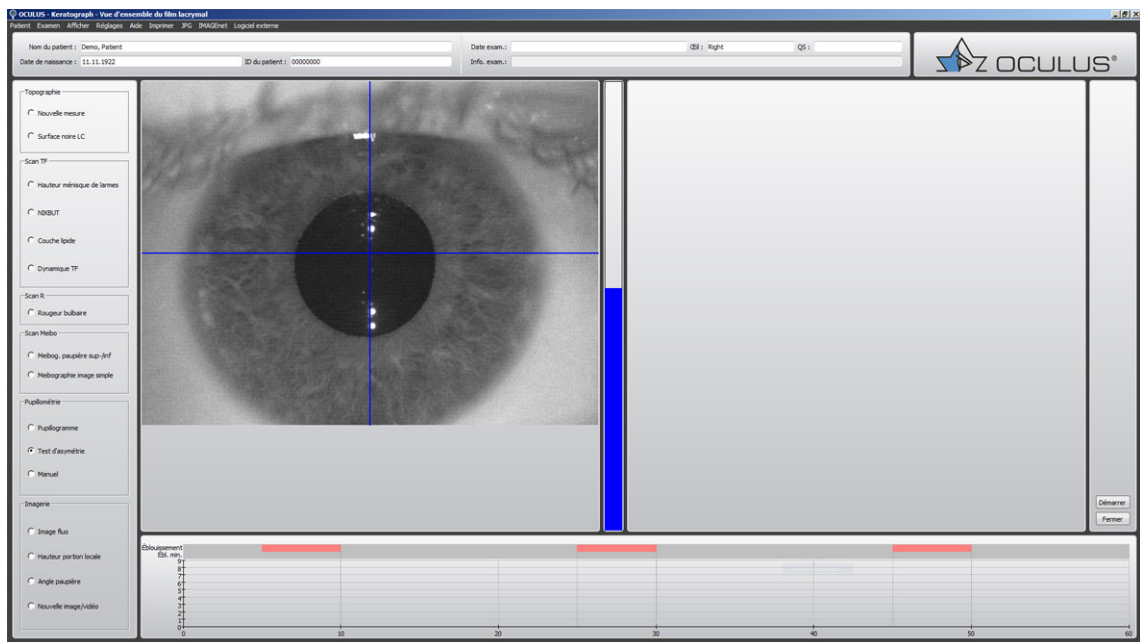 OCULUS - Keratograph - Vue d'ensemble du film lacrymal
Patient Examen Afficher Réglages Aide Imprimer JPG IMAGEnet Logiciel externe
Nom du patient : Demo, Patient
Date exam.:
Œil : Right
QS :
Date de naissance : 11.11.1922
ID du patient : 00000000
Info. exam.:
OCULUS®
Topographie
Nouvelle mesure
Surface noire LC
Scan TF
Hauteur ménisque de larmes
NIKBUT
Couche lipide
Dynamique TF
Scan R
Rougeur bulbaire
Scan Meibo
Meibog. paupière sup-/inf
Meibographie image simple
Pupillométrie
Pupillogramme
Test d'asymétrie
Manuel
Imagerie
Image fluo
Hauteur portion locale
Angle paupière
Nouvelle image/vidéo
Démarrer
Fermer
Éblouissement
Ébl. min.
9
8
7
6
5
4
3
2
1
0
0 10 20 30 40 50 60